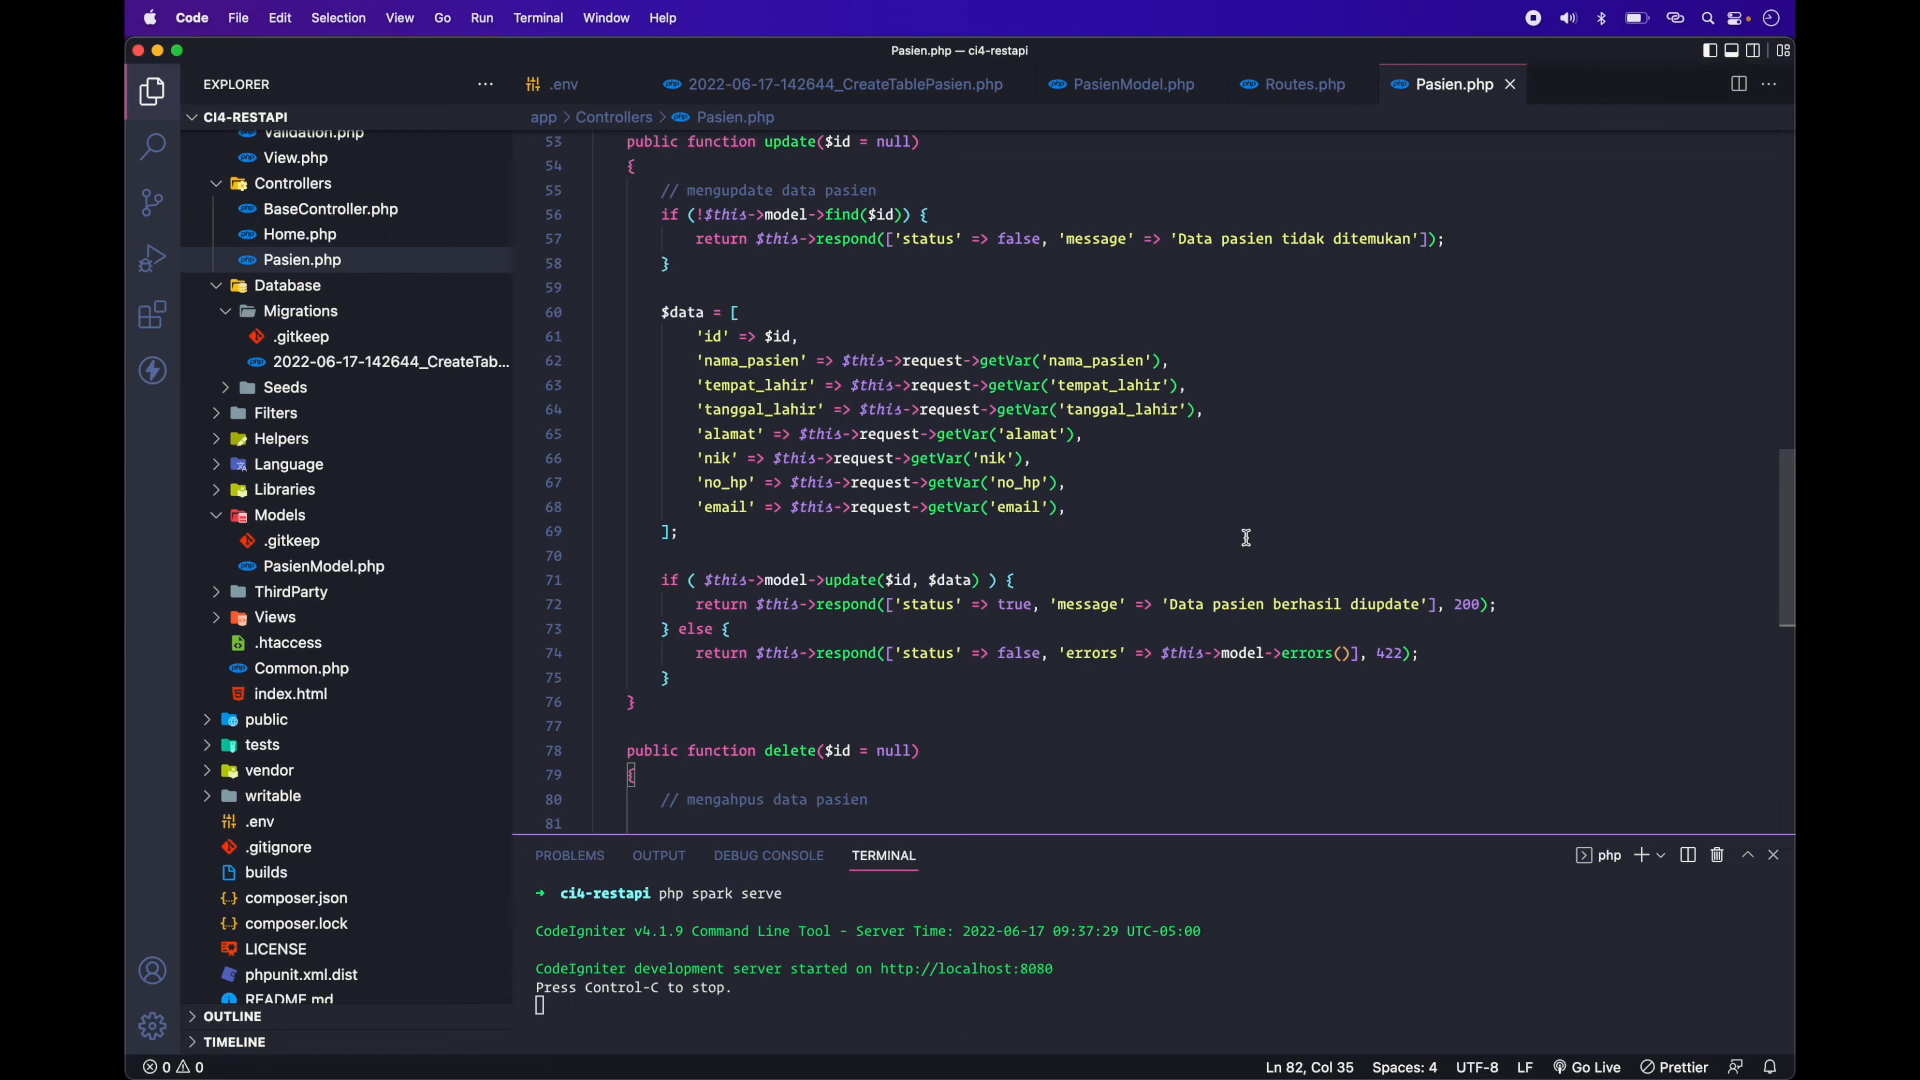 Code File Edit Selection View Go Run Terminal Window Help
Pasien.php — ci4-restapi
EXPLORER
.env
2022-06-17-142644_CreateTablePasien.php
PasienModel.php
Routes.php
Pasien.php
CI4-RESTAPI
app > Controllers > Pasien.php
Validation.php
View.php
Controllers
BaseController.php
Home.php
Pasien.php
Database
Migrations
.gitkeep
2022-06-17-142644_CreateTab...
Seeds
Filters
Helpers
Language
Libraries
Models
.gitkeep
PasienModel.php
ThirdParty
Views
.htaccess
Common.php
index.html
public
tests
vendor
writable
.env
.gitignore
builds
composer.json
composer.lock
LICENSE
phpunit.xml.dist
README.md
OUTLINE
TIMELINE
53 public function update($id = null)
54 {
55 // mengupdate data pasien
56 if (!$this->model->find($id)) {
57 return $this->respond(['status' => false, 'message' => 'Data pasien tidak ditemukan']);
58 }
59
60 $data = [
61 'id' => $id,
62 'nama_pasien' => $this->request->getVar('nama_pasien'),
63 'tempat_lahir' => $this->request->getVar('tempat_lahir'),
64 'tanggal_lahir' => $this->request->getVar('tanggal_lahir'),
65 'alamat' => $this->request->getVar('alamat'),
66 'nik' => $this->request->getVar('nik'),
67 'no_hp' => $this->request->getVar('no_hp'),
68 'email' => $this->request->getVar('email'),
69 ];
70
71 if ( $this->model->update($id, $data) ) {
72 return $this->respond(['status' => true, 'message' => 'Data pasien berhasil diupdate'], 200);
73 } else {
74 return $this->respond(['status' => false, 'errors' => $this->model->errors()], 422);
75 }
76 }
77
78 public function delete($id = null)
79 {
80 // mengahpus data pasien
81
PROBLEMS OUTPUT DEBUG CONSOLE TERMINAL
php
→ ci4-restapi php spark serve
CodeIgniter v4.1.9 Command Line Tool - Server Time: 2022-06-17 09:37:29 UTC-05:00
CodeIgniter development server started on http://localhost:8080
Press Control-C to stop.
0 0
Ln 82, Col 35 Spaces: 4 UTF-8 LF Go Live Prettier